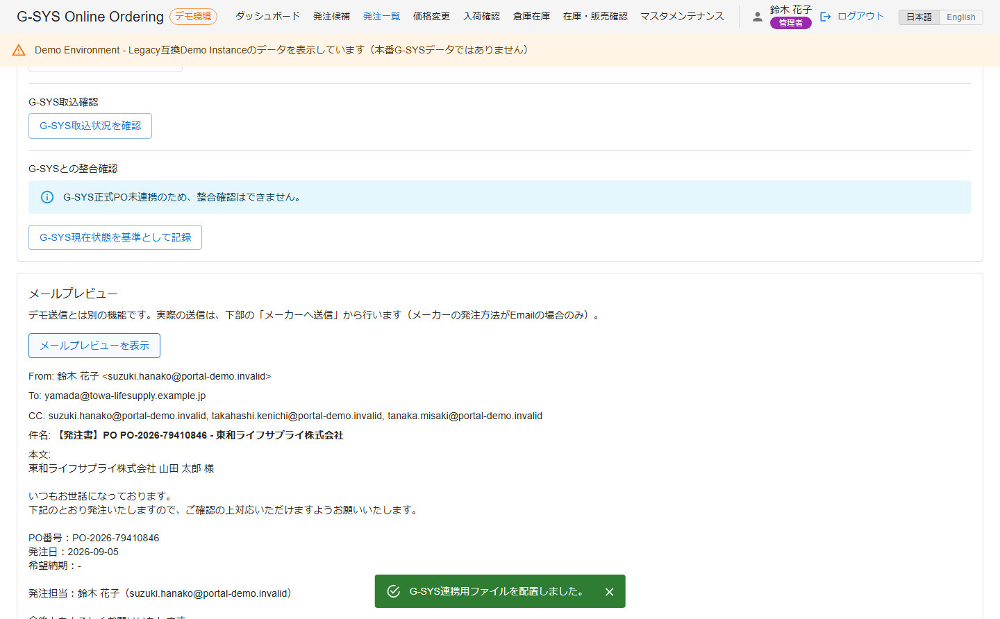 G-SYS Online Ordering デモ環境 ダッシュボード 発注候補 発注一覧 価格変更 入荷確認 倉庫在庫 在庫・販売確認 マスタメンテナンス 鈴木 花子 管理者 ログアウト 日本語 English
Demo Environment - Legacy互換Demo Instanceのデータを表示しています（本番G-SYSデータではありません）
G-SYS取込確認
G-SYS取込状況を確認
G-SYSとの整合確認
G-SYS正式PO未連携のため、整合確認はできません。
G-SYS現在状態を基準として記録
メールプレビュー
デモ送信とは別の機能です。実際の送信は、下部の「メーカーへ送信」から行います（メーカーの発注方法がEmailの場合のみ）。
メールプレビューを表示
From: 鈴木 花子 <suzuki.hanako@portal-demo.invalid>
To: yamada@towa-lifesupply.example.jp
CC: suzuki.hanako@portal-demo.invalid, takahashi.kenichi@portal-demo.invalid, tanaka.misaki@portal-demo.invalid
件名: 【発注書】PO PO-2026-79410846 - 東和ライフサプライ株式会社
本文:
東和ライフサプライ株式会社 山田 太郎 様
いつもお世話になっております。
下記のとおり発注いたしますので、ご確認の上対応いただけますようお願いいたします。
PO番号：PO-2026-79410846
発注日：2026-09-05
希望納期：-
発注担当：鈴木 花子（suzuki.hanako@portal-demo.invalid）
G-SYS連携用ファイルを配置しました。